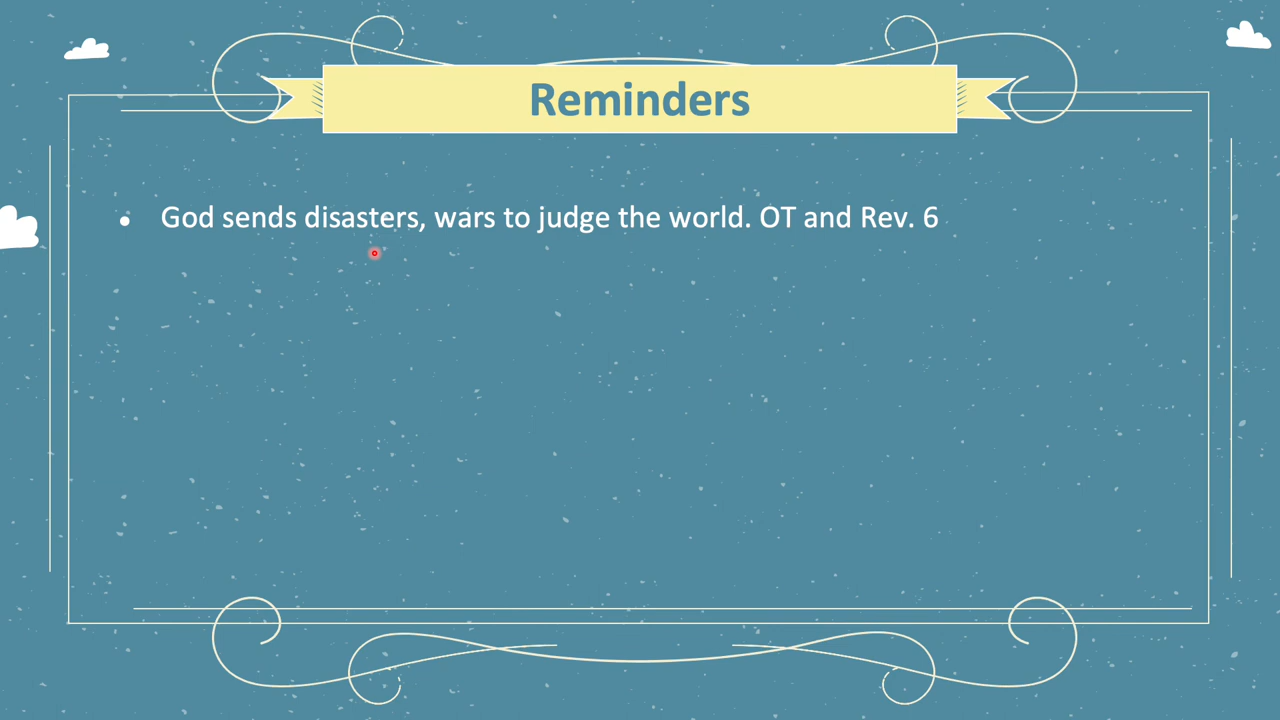 Reminders
• God sends disasters, wars to judge the world. OT and Rev. 6